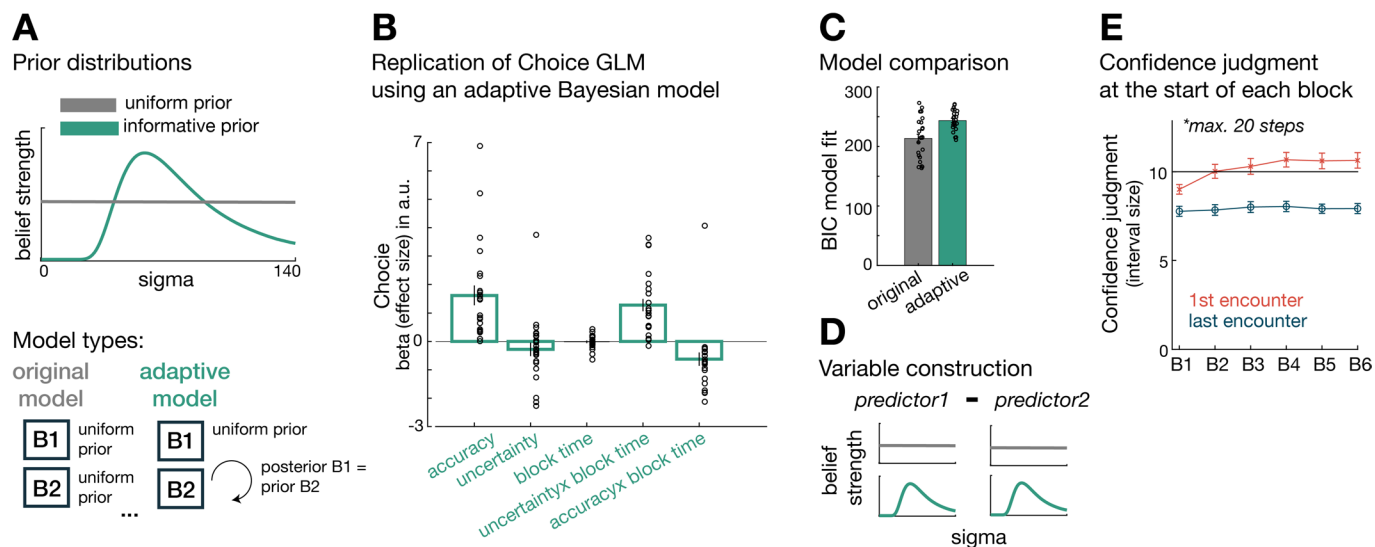 A
Prior distributions
uniform prior
informative prior
belief strength
0
140
sigma
Model types:
original
model
adaptive
model
B1
uniform
prior
B1
uniform prior
B2
uniform
prior
...
B2
posterior B1 =
prior B2
B
Replication of Choice GLM
using an adaptive Bayesian model
Chocie
beta (effect size) in a.u.
7
0
-3
accuracy
uncertainty
block time
uncertaintyx block time
accuracyx block time
C
Model comparison
BIC model fit
300
200
100
0
original
adaptive
D
Variable construction
predictor1 - predictor2
belief
strength
sigma
E
Confidence judgment
at the start of each block
*max. 20 steps
Confidence judgment
(interval size)
10
10
0
1st encounter
last encounter
B1 B2 B3 B4 B5 B6